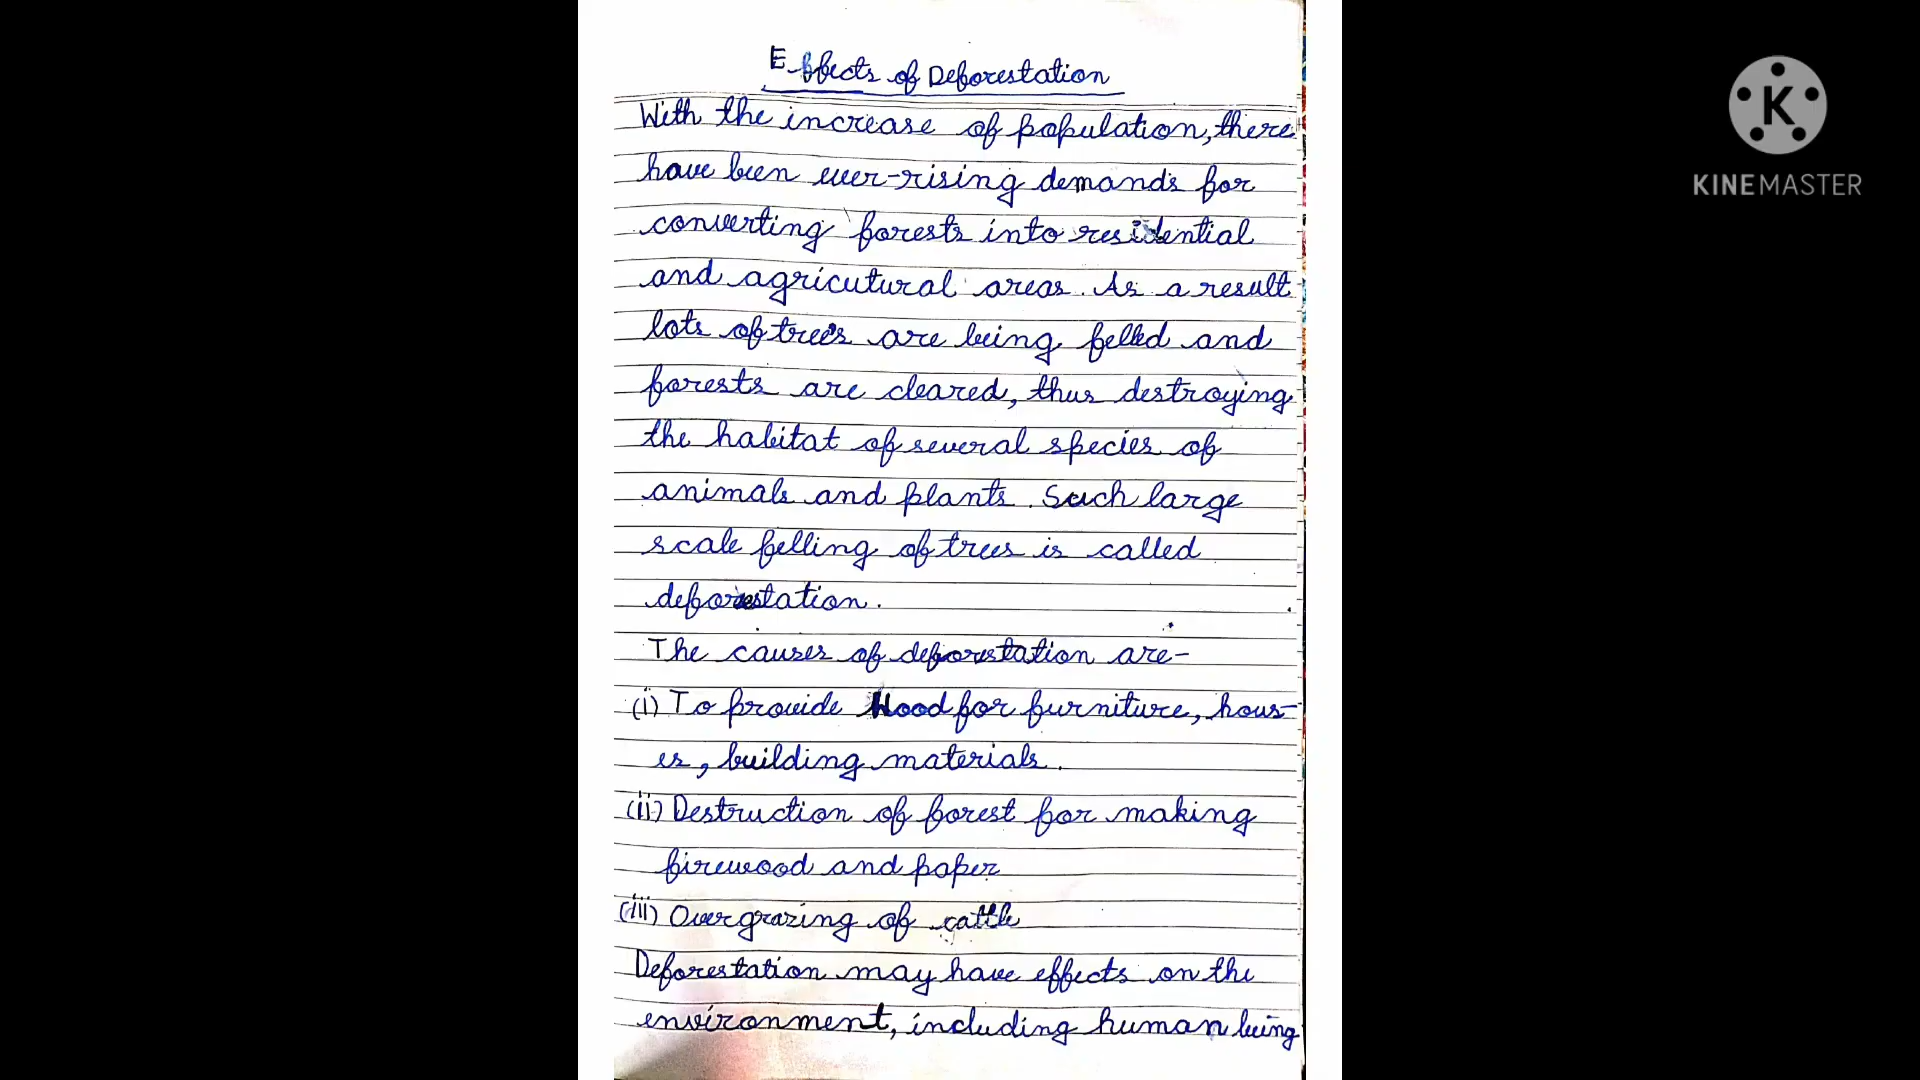 Effects of Deforestation
With the increase of population, there
have been ever-rising demands for
converting forests into residential
and agricutural areas. As a result
lots of trees are being felled and
forests are cleared, thus destroying
the habitat of several species of
animals and plants. Such large
scale felling of trees is called
deforestation.
The causes of deforestation are-
(i) To provide Wood for furniture, hous-
es, building materials.
(ii) Destruction of forest for making
firewood and paper
(iii) Overgrazing of cattle
Deforestation may have effects on the
environment, including human being
K
KINEMASTER